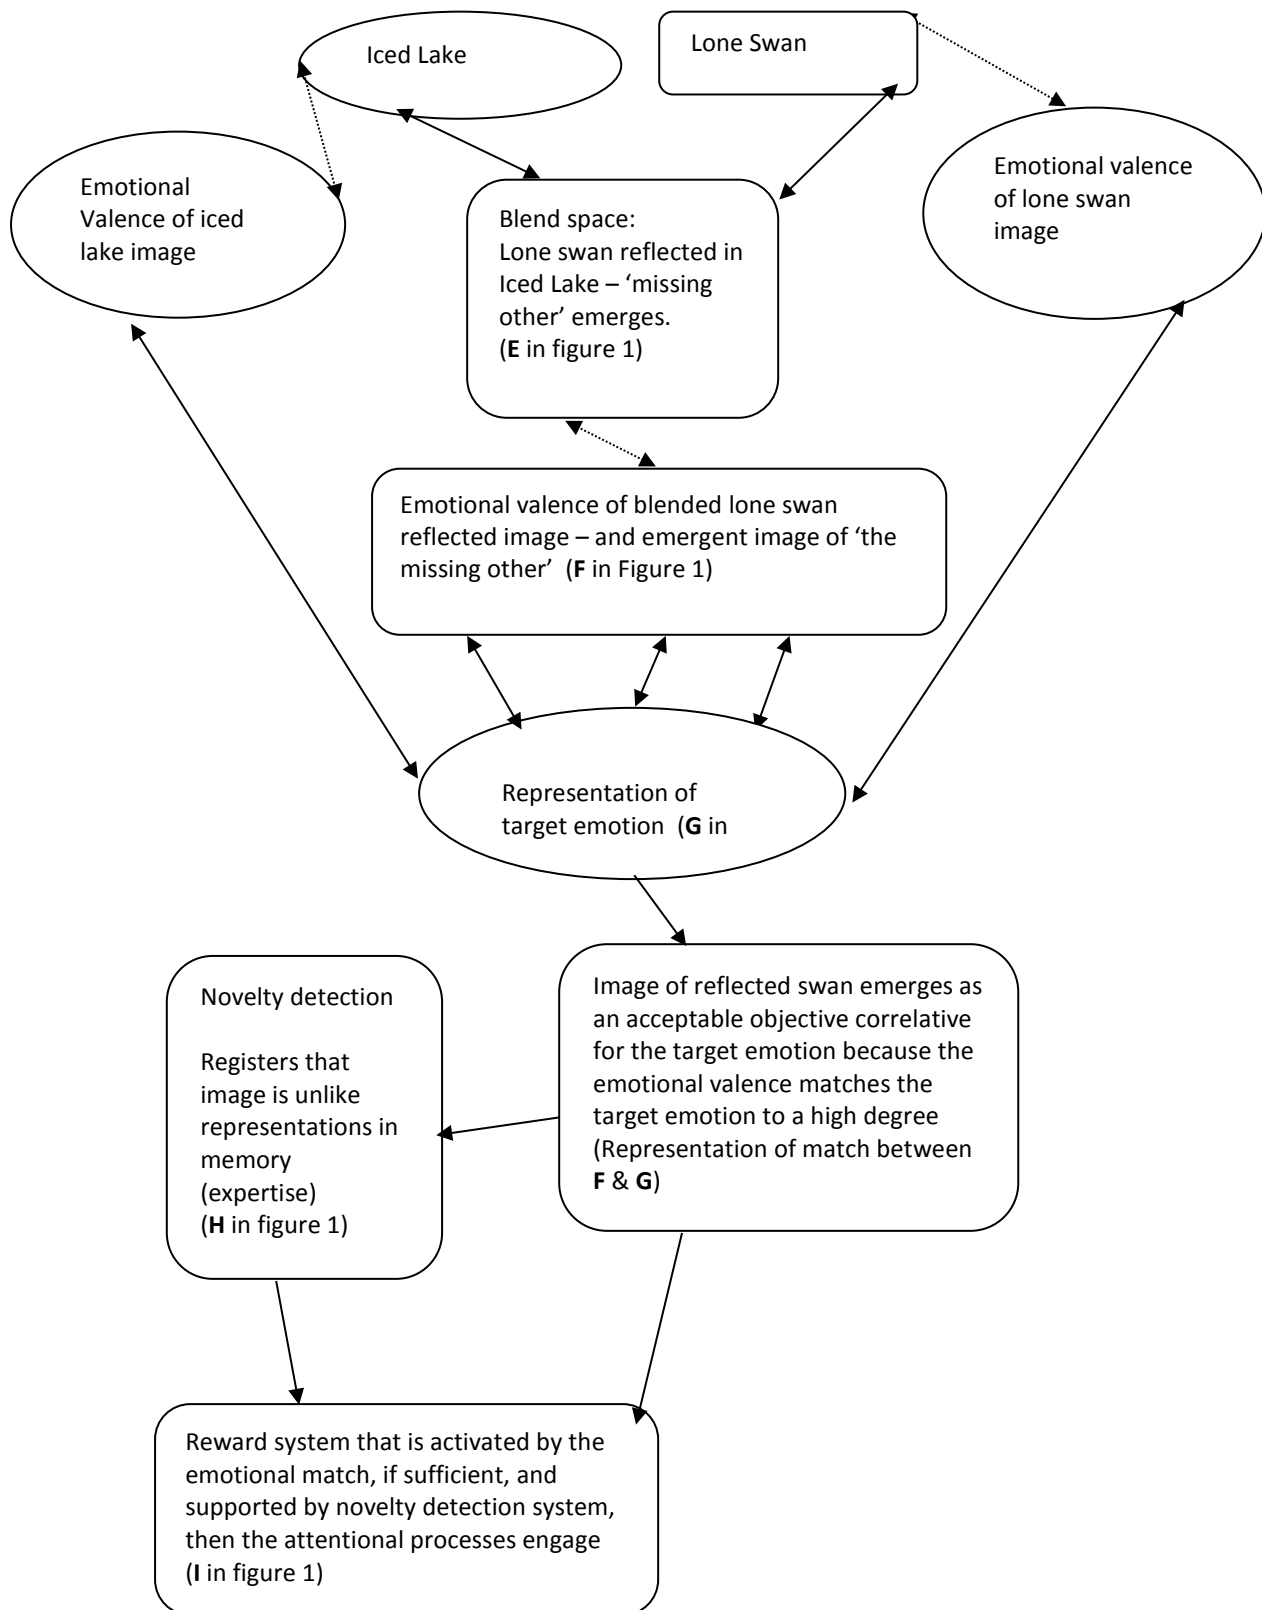 Iced Lake
Lone Swan
Emotional
Valence of iced
lake image
Blend space:
Lone swan reflected in
Iced Lake – ‘missing
other’ emerges.
(E in figure 1)
Emotional valence
of lone swan
image
Emotional valence of blended lone swan
reflected image – and emergent image of ‘the
missing other’  (F in Figure 1)
Representation of
target emotion  (G in
Novelty detection
Registers that
image is unlike
representations in
memory
(expertise)
(H in figure 1)
Image of reflected swan emerges as
an acceptable objective correlative
for the target emotion because the
emotional valence matches the
target emotion to a high degree
(Representation of match between
F & G)
Reward system that is activated by the
emotional match, if sufficient, and
supported by novelty detection system,
then the attentional processes engage
(I in figure 1)